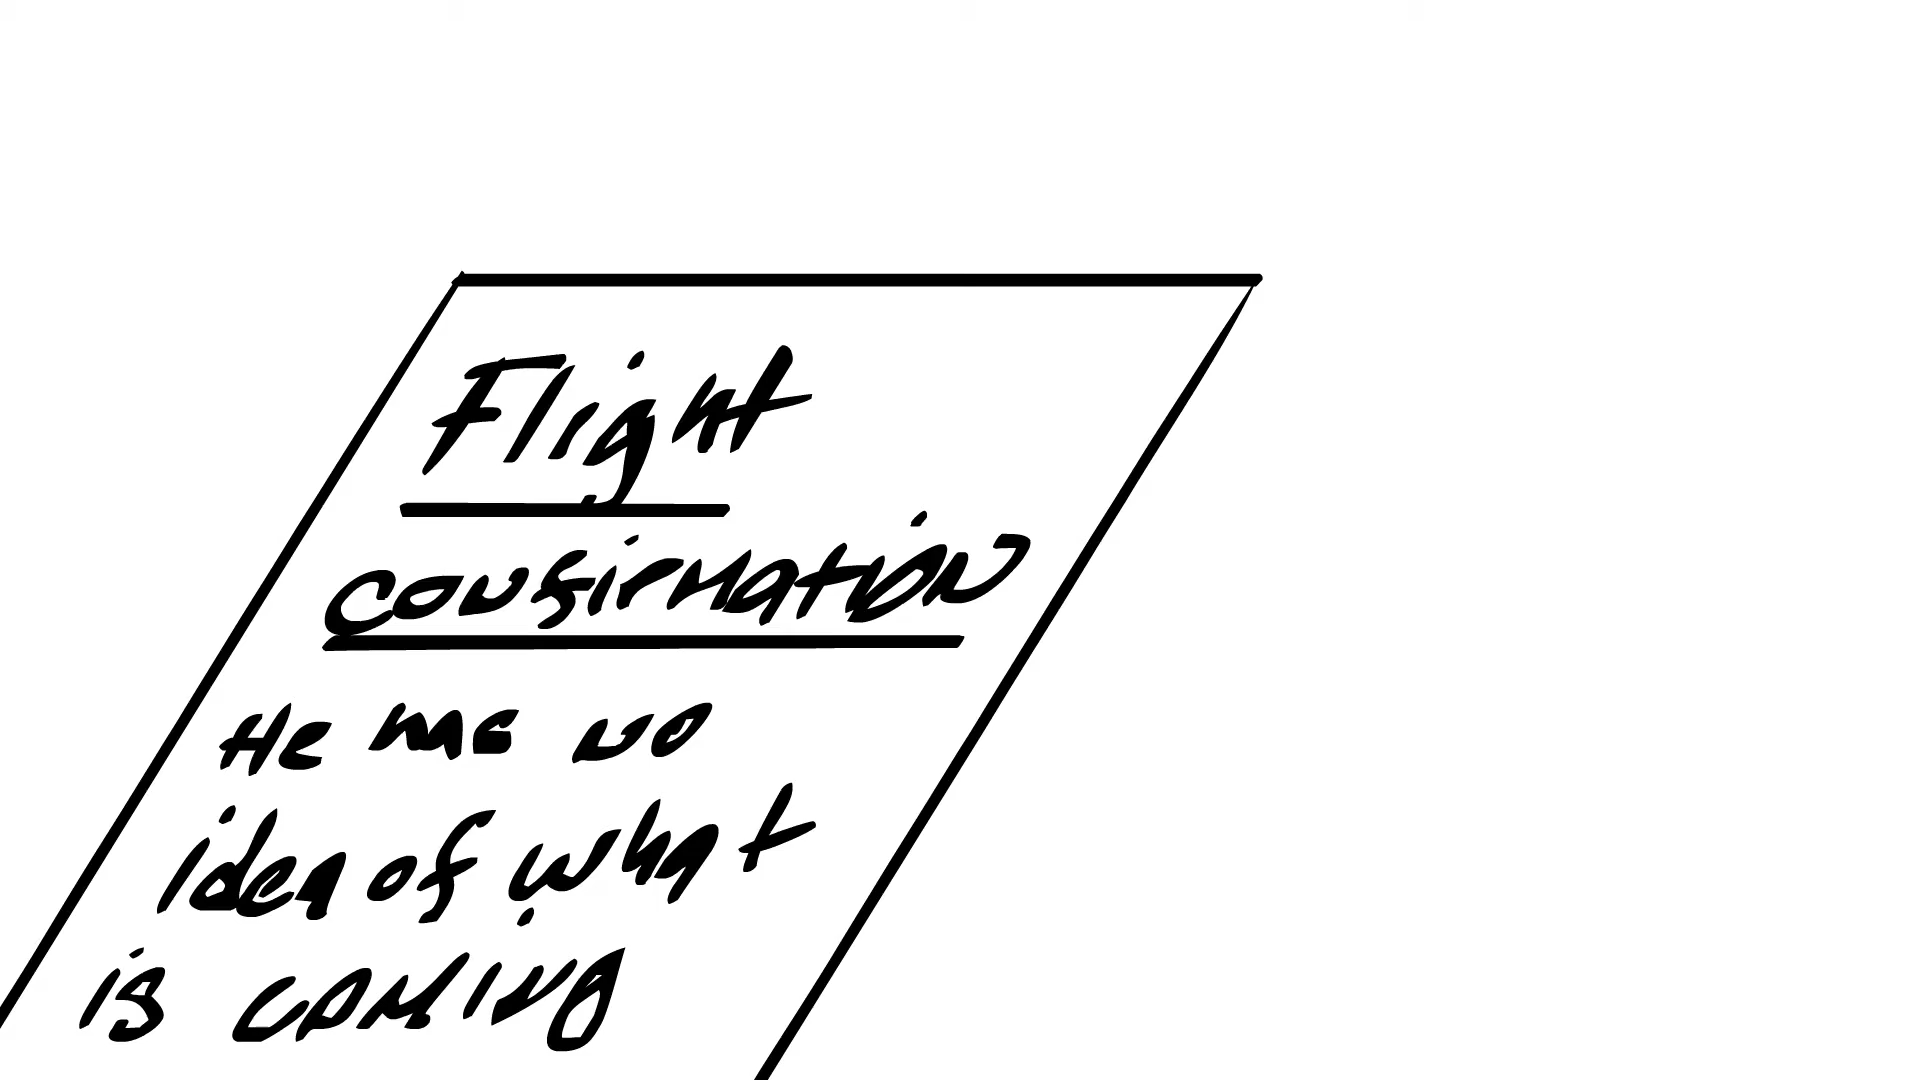 Flight
confirmation
He has no
idea of what
is coming